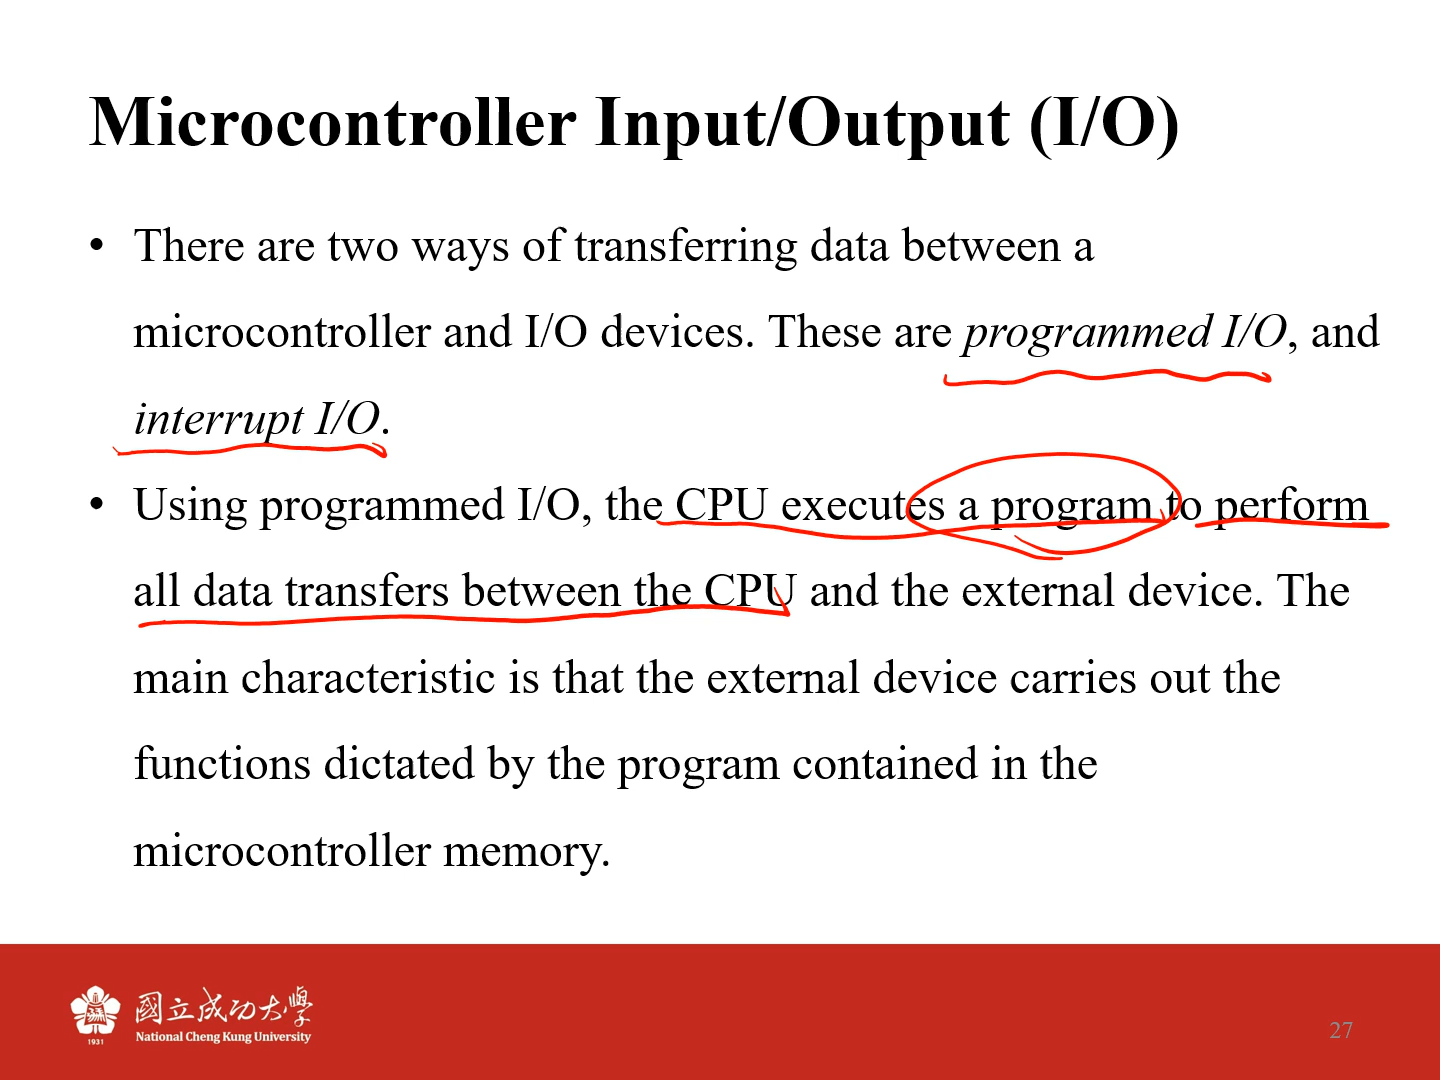 Microcontroller Input/Output (I/O)
• There are two ways of transferring data between a
microcontroller and I/O devices. These are programmed I/O, and
interrupt I/O.
• Using programmed I/O, the CPU executes a program to perform
all data transfers between the CPU and the external device. The
main characteristic is that the external device carries out the
functions dictated by the program contained in the
microcontroller memory.
國立成功大學
National Cheng Kung University
1931
27